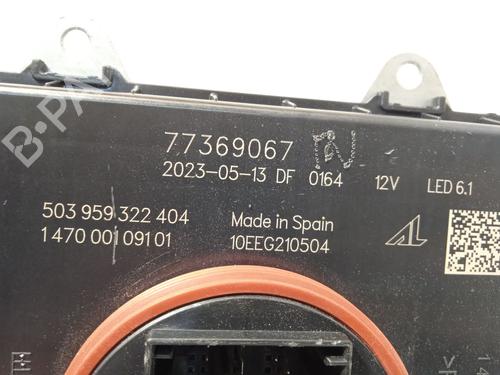 77369067
2023-05-13 DF 0164 12V LED 6.1
503 959 322 404 Made in Spain
1 470 001 091 01 10EEG210504
B-PA